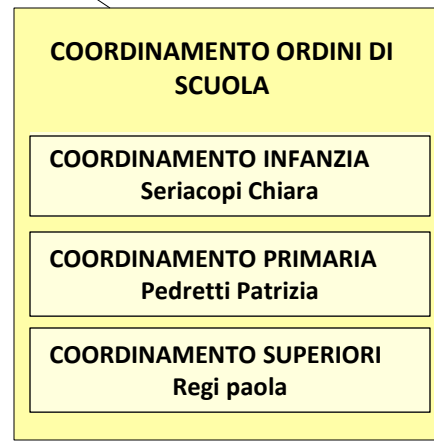 COORDINAMENTO ORDINI DI
SCUOLA
COORDINAMENTO INFANZIA
Seriacopi Chiara
COORDINAMENTO PRIMARIA
Pedretti Patrizia
COORDINAMENTO SUPERIORI
Regi paola